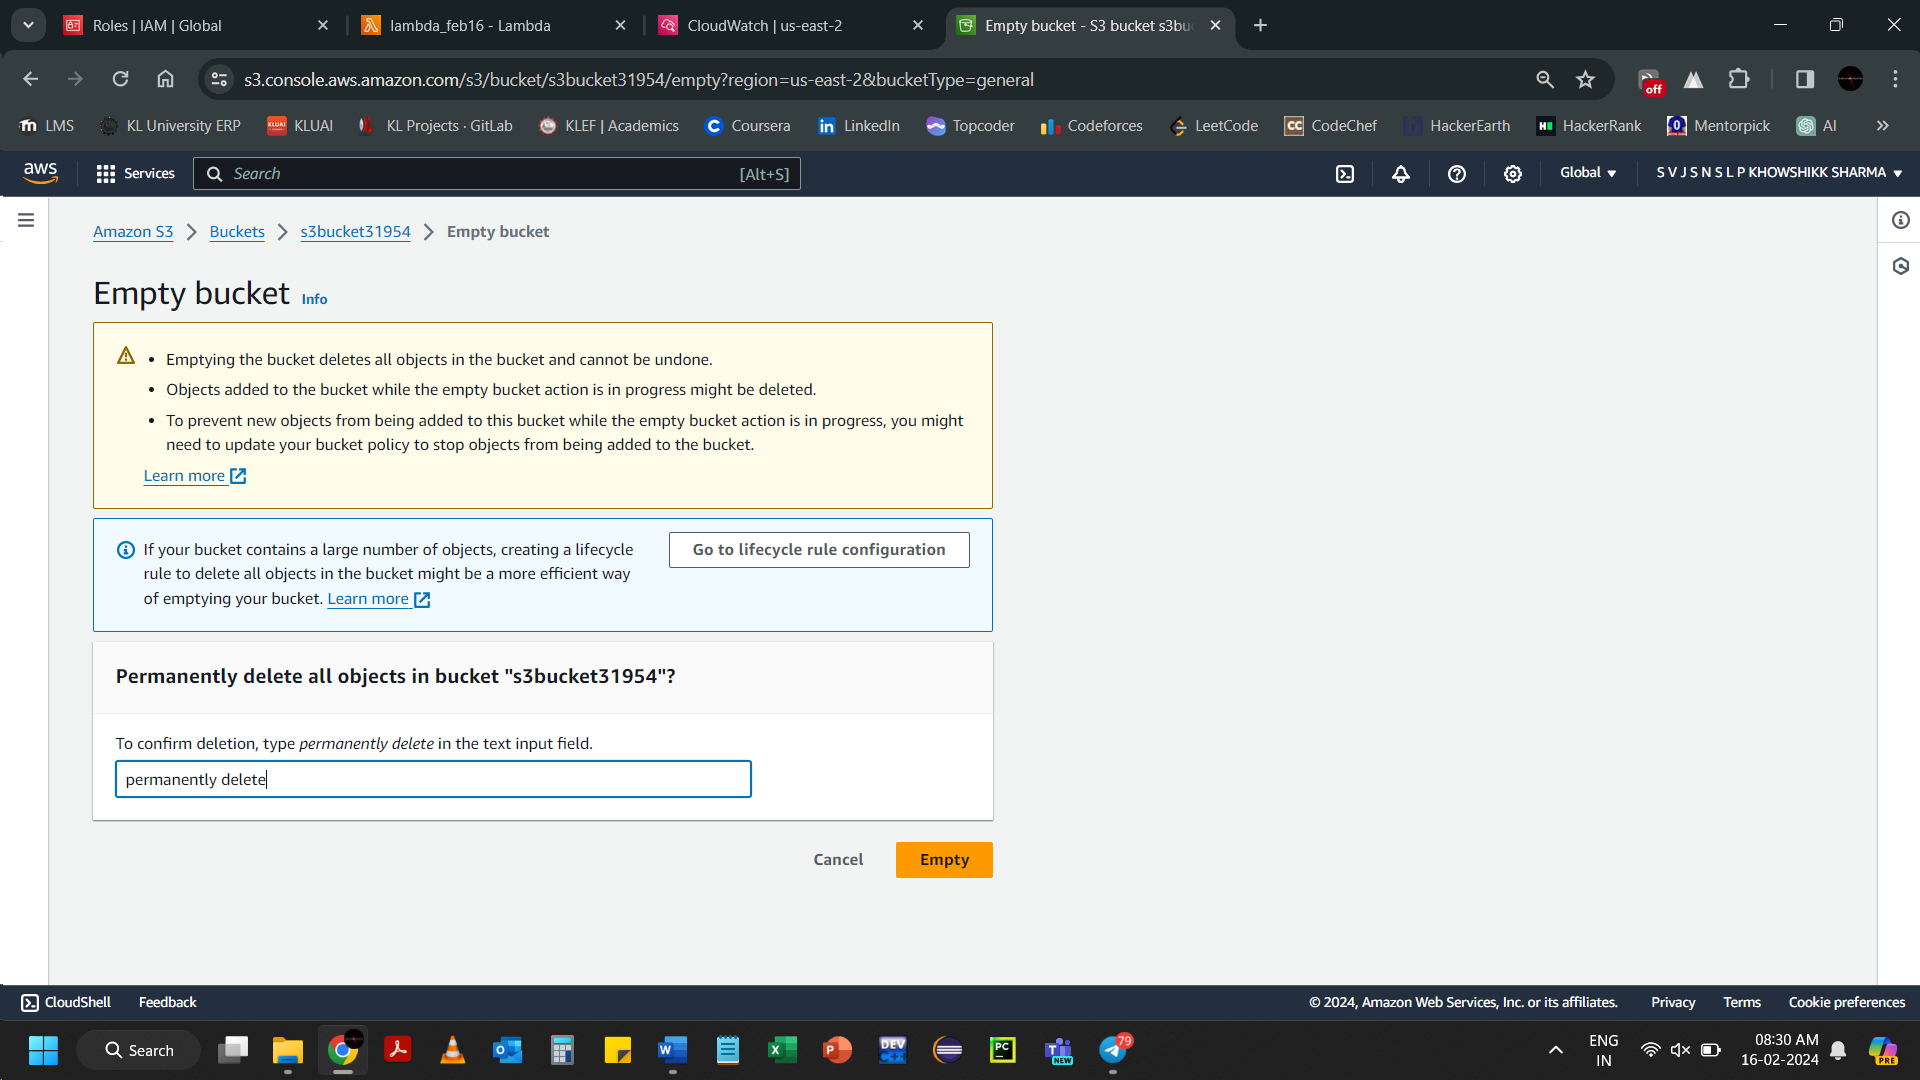 Roles | IAM | Global
lambda_feb16 - Lambda
CloudWatch | us-east-2
Empty bucket - S3 bucket s3bu
s3.console.aws.amazon.com/s3/bucket/s3bucket31954/empty?region=us-east-2&bucketType=general
off
LMS
KL University ERP
KLUAI
KL Projects · GitLab
KLEF | Academics
Coursera
LinkedIn
Topcoder
Codeforces
LeetCode
CodeChef
HackerEarth
HackerRank
Mentorpick
AI
aws
Services
Search
[Alt+S]
Global
S V J S N S L P KHOWSHIKK SHARMA
Amazon S3
Buckets
s3bucket31954
Empty bucket
Empty bucket Info
• Emptying the bucket deletes all objects in the bucket and cannot be undone.
• Objects added to the bucket while the empty bucket action is in progress might be deleted.
• To prevent new objects from being added to this bucket while the empty bucket action is in progress, you might
need to update your bucket policy to stop objects from being added to the bucket.
Learn more
If your bucket contains a large number of objects, creating a lifecycle
rule to delete all objects in the bucket might be a more efficient way
of emptying your bucket. Learn more
Go to lifecycle rule configuration
Permanently delete all objects in bucket "s3bucket31954"?
To confirm deletion, type permanently delete in the text input field.
permanently delete
Cancel
Empty
CloudShell
Feedback
© 2024, Amazon Web Services, Inc. or its affiliates.
Privacy
Terms
Cookie preferences
Search
DEV
PC
NEW
79
ENG
IN
08:30 AM
16-02-2024
PRE